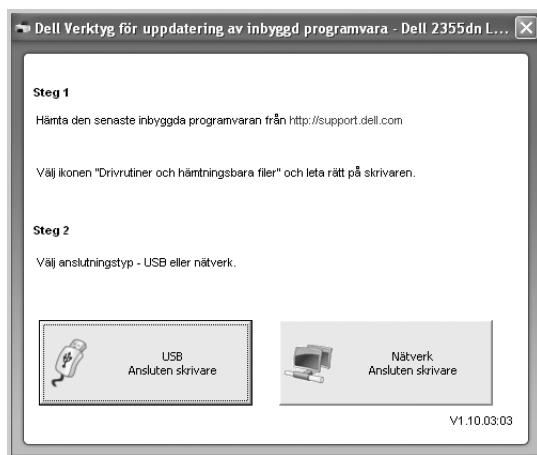 Dell Verktyg för uppdatering av inbyggd programvara - Dell 2355dn L...
Steg 1
Hämta den senaste inbyggda programvaran från http://support.dell.com
Välj ikonen "Drivrutiner och hämtningsbara filer" och leta rätt på skrivaren.
Steg 2
Välj anslutningstyp - USB eller nätverk.
USB
Ansluten skrivare
Nätverk
Ansluten skrivare
V1.10.03:03